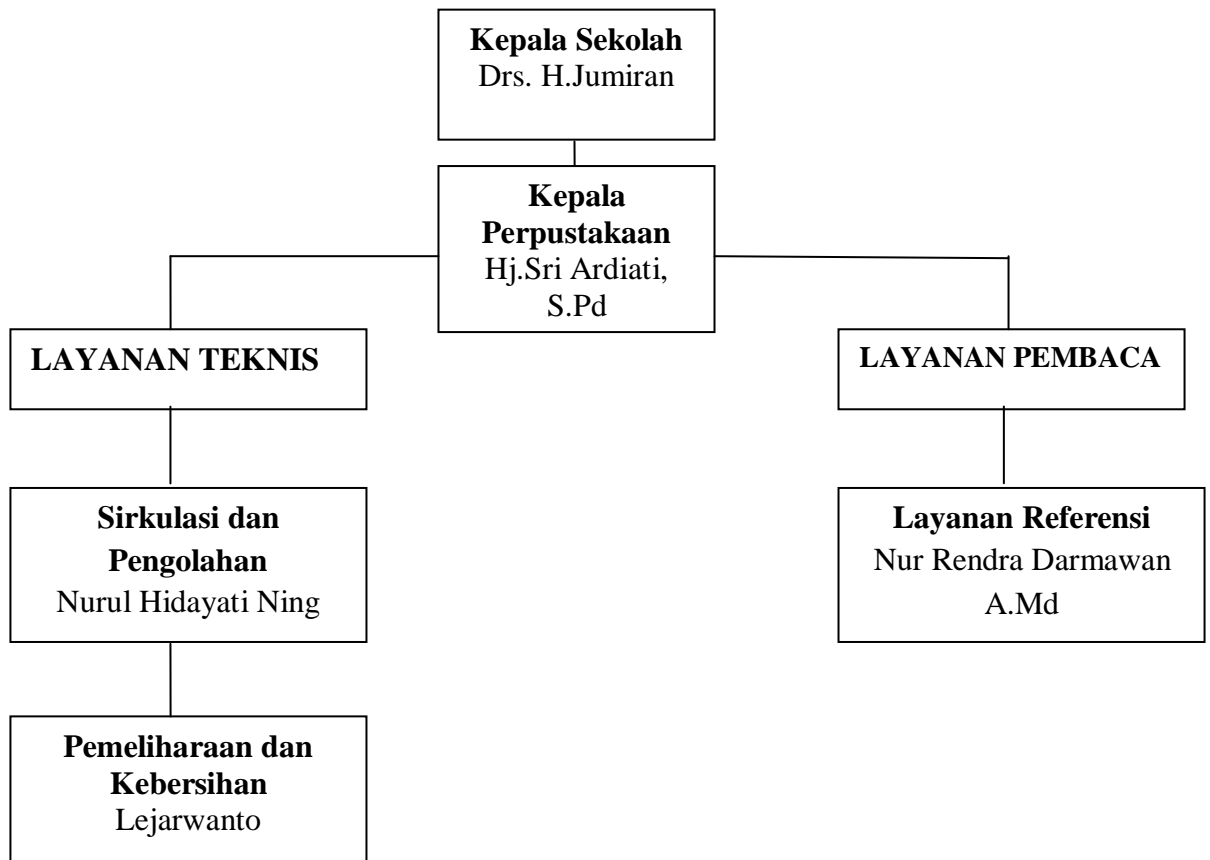 Kepala Sekolah
Drs. H.Jumiran
Kepala
Perpustakaan
Hj.Sri Ardiati,
S.Pd
LAYANAN TEKNIS
LAYANAN PEMBACA
Sirkulasi dan
Pengolahan
Nurul Hidayati Ning
Layanan Referensi
Nur Rendra Darmawan
A.Md
Pemeliharaan dan
Kebersihan
Lejarwanto